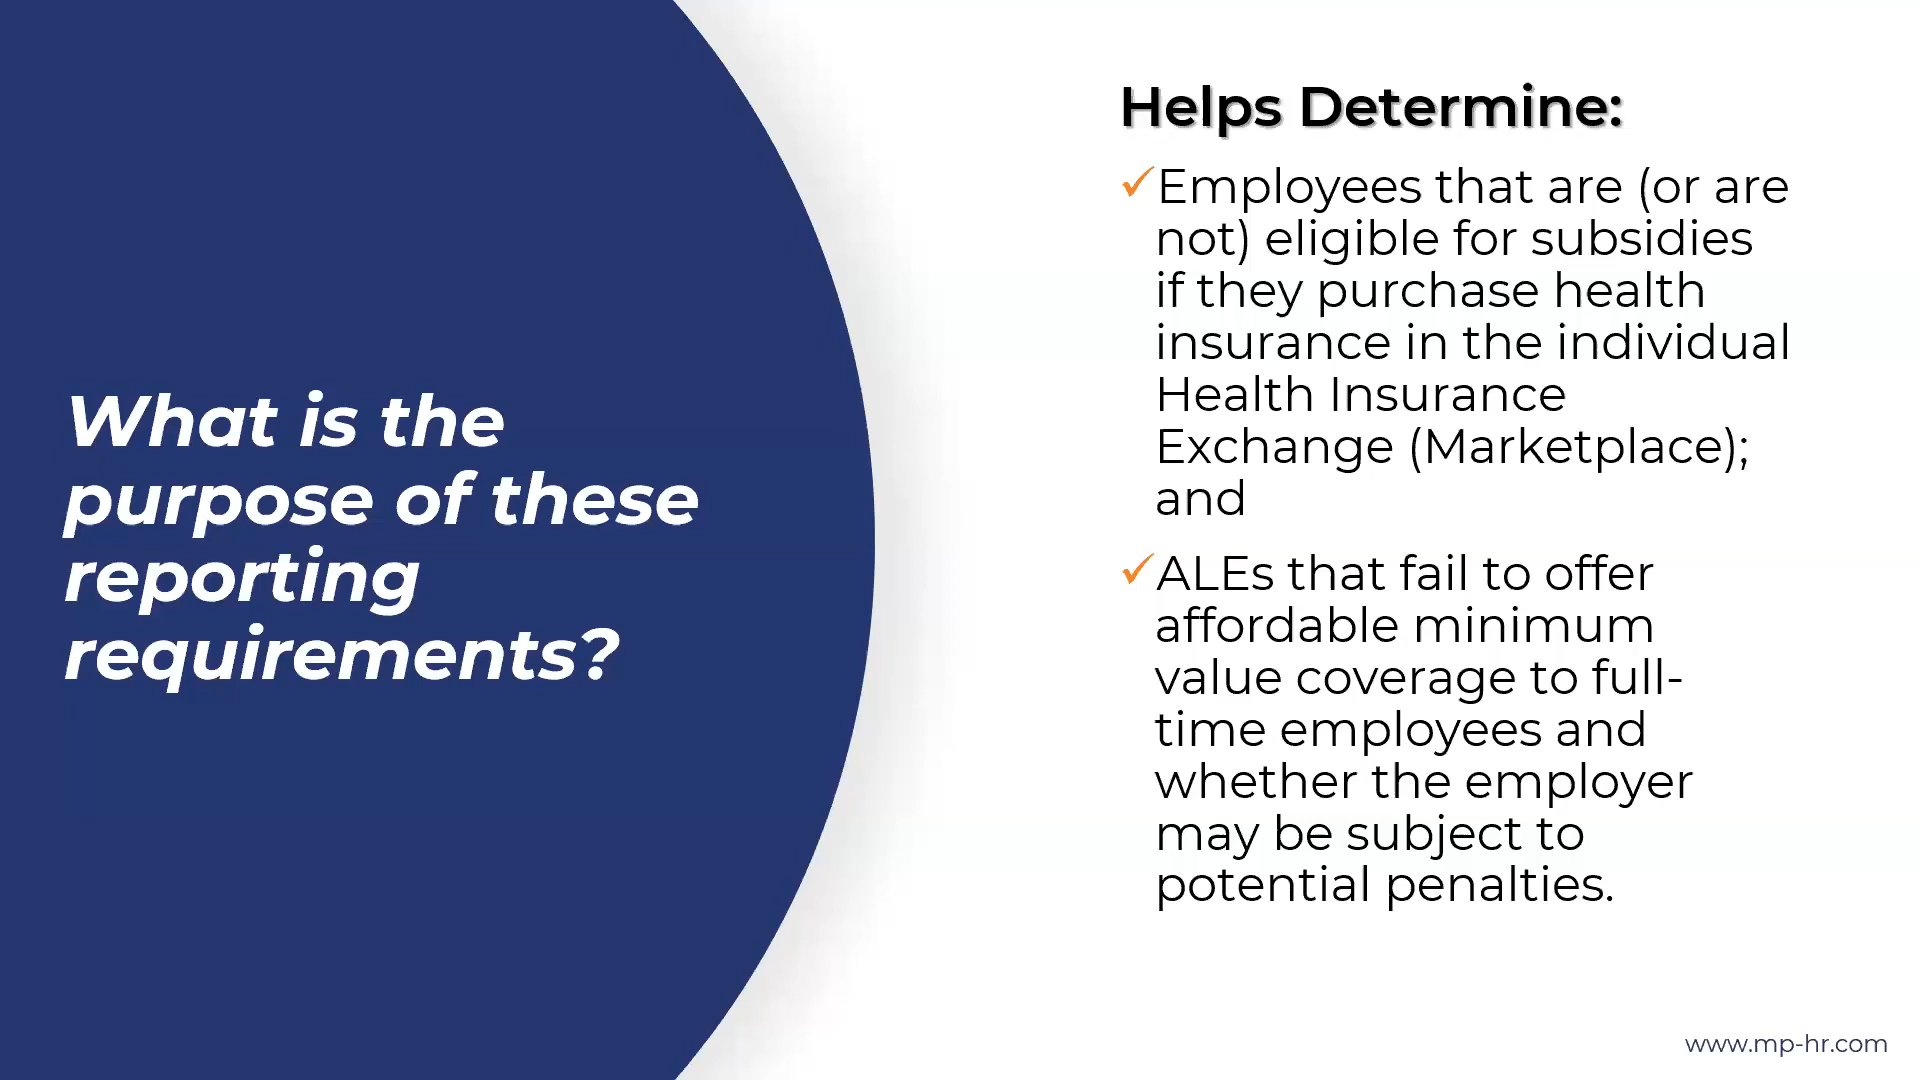 What is the
purpose of these
reporting
requirements?
Helps Determine:
✓Employees that are (or are
not) eligible for subsidies
if they purchase health
insurance in the individual
Health Insurance
Exchange (Marketplace);
and
✓ALEs that fail to offer
affordable minimum
value coverage to full-
time employees and
whether the employer
may be subject to
potential penalties.
www.mp-hr.com